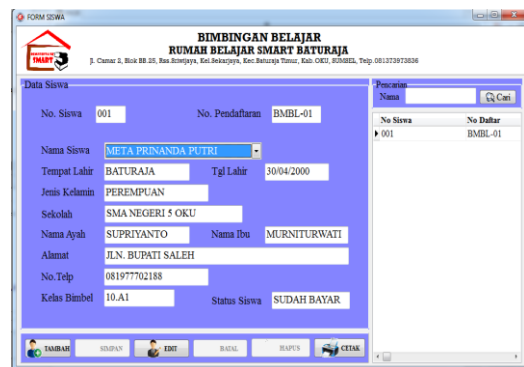 FORM SISWA
BIMBINGAN BELAJAR
RUMAH BELAJAR SMART BATURAJA
Jl. Camar 2, Blok BB.25, Rss.Sriwijaya, Kel.Sekarjaya, Kec.Baturaja Timur, Kab.OKU, SUMSEL, Telp.081373973836
SMART
Data Siswa
No. Siswa 001 No. Pendaftaran BMBL-01
Nama Siswa META PRINANDA PUTRI
Tempat Lahir BATURAJA Tgl Lahir 30/04/2000
Jenis Kelamin PEREMPUAN
Sekolah SMA NEGERI 5 OKU
Nama Ayah SUPRIYANTO Nama Ibu MURNITURWATI
Alamat JLN. BUPATI SALEH
No.Telp 081977702188
Kelas Bimbel 10.A1 Status Siswa SUDAH BAYAR
TAMBAH SIMPAN EDIT BATAL HAPUS CETAK
Pencarian
Nama Cari
No Siswa No Daftar
001 BMBL-01